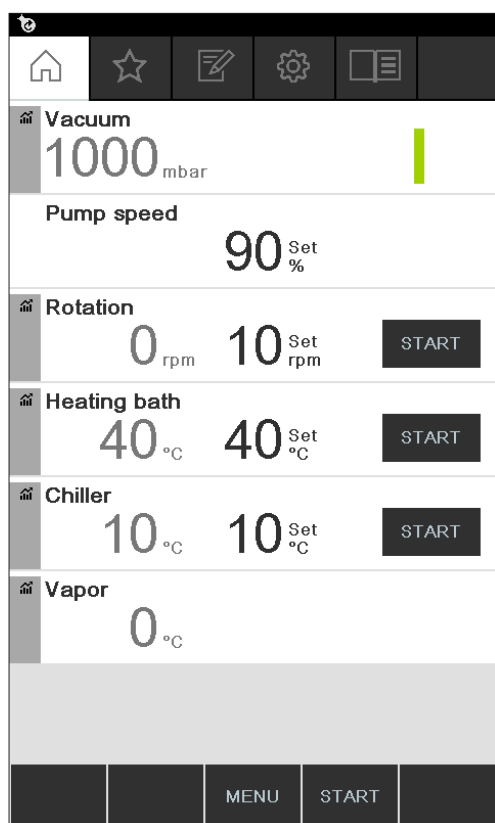 Vacuum
1000 mbar
Pump speed
90 Set %
Rotation
0 rpm 10 Set rpm START
Heating bath
40 °C 40 Set °C START
Chiller
10 °C 10 Set °C START
Vapor
0 °C
MENU START